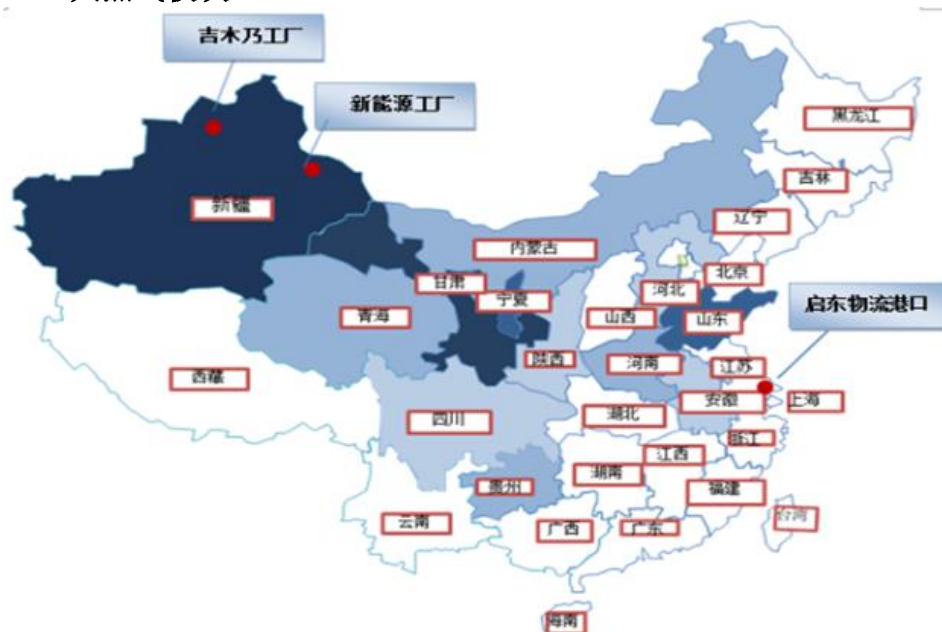 吉木乃工厂
新能源工厂
黑龙江
吉林
新疆
辽宁
内蒙古
北京
甘肃
河北
宁夏
启东物流港口
青海
山西
山东
陕西
河南
江苏
西藏
安徽
上海
四川
湖北
浙江
江西
湖南
贵州
福建
云南
广西
广东
台湾
海南